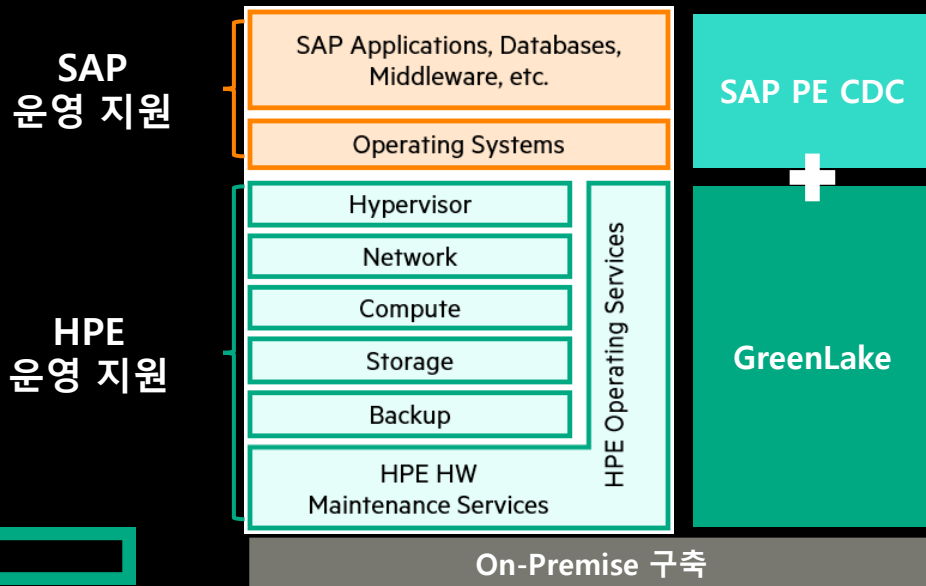 SAP
운영 지원
SAP Applications, Databases,
Middleware, etc.
Operating Systems
SAP PE CDC
HPE
운영 지원
Hypervisor
Network
Compute
Storage
Backup
HPE HW
Maintenance Services
HPE Operating Services
GreenLake
On-Premise 구축